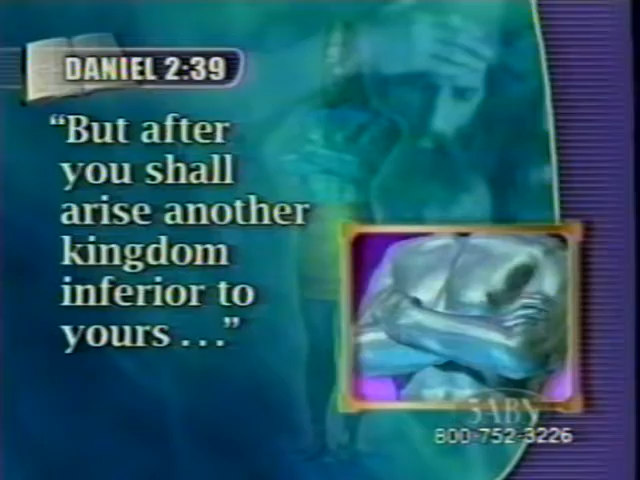 DANIEL 2:39
“But after
you shall
arise another
kingdom
inferior to
yours . . .”
3ABN
800-752-3226